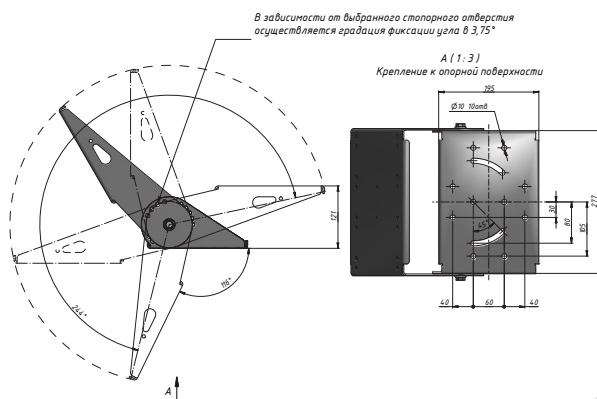 В зависимости от выбранного стопорного отверстия
осуществляется градация фиксации угла в 3,75°
А ( 1 : 3 )
Крепление к опорной поверхности
195
Ø10 10отв
121
277
30
80
105
45°
116°
244°
40
60
40
А